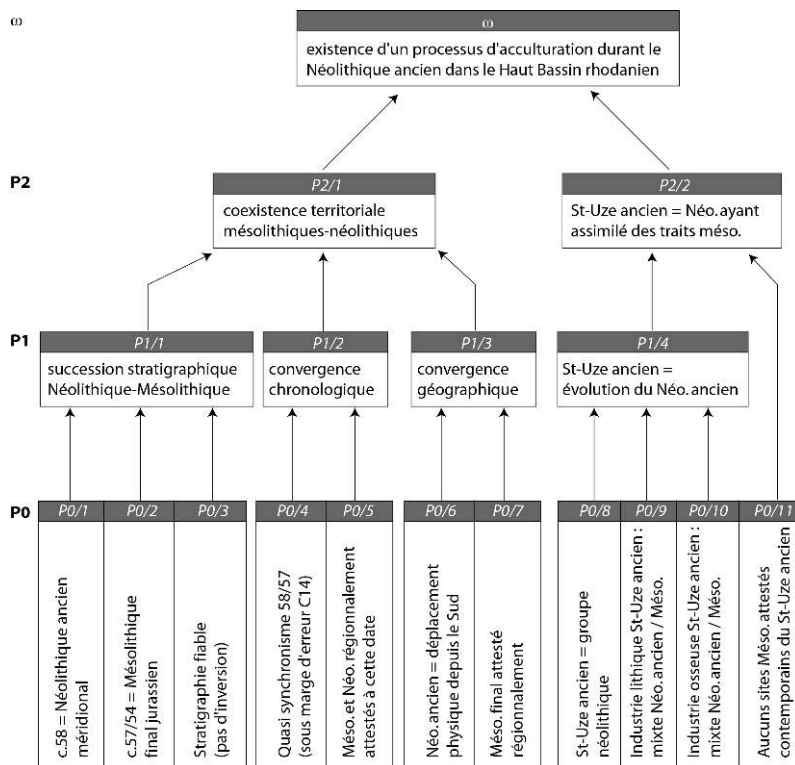 ω
ω
existence d'un processus d'acculturation durant le
Néolithique ancien dans le Haut Bassin rhodanien
P2
P2/1
coexistence territoriale
mésolithiques-néolithiques
P2/2
St-Uze ancien = Néo. ayant
assimilé des traits méso.
P1
P1/1
succession stratigraphique
Néolithique-Mésolithique
P1/2
convergence
chronologique
P1/3
convergence
géographique
P1/4
St-Uze ancien =
évolution du Néo. ancien
P0
P0/1
c.58 = Néolithique ancien
méridional
P0/2
c.57/54 = Mésolithique
final jurassien
P0/3
Stratigraphie fiable
(pas d'inversion)
P0/4
Quasi synchronisme 58/57
(sous marge d'erreur C14)
P0/5
Méso. et Néo. régionnalement
attestés à cette date
P0/6
Néo. ancien = déplacement
physique depuis le Sud
P0/7
Méso. final attesté
régionnalement
P0/8
St-Uze ancien = groupe
néolithique
P0/9
Industrie lithique St-Uze ancien :
mixte Néo. ancien / Méso.
P0/10
Industrie osseuse St-Uze ancien :
mixte Néo. ancien / Méso.
P0/11
Aucuns sites Méso. attestés
contemporains du St-Uze ancien